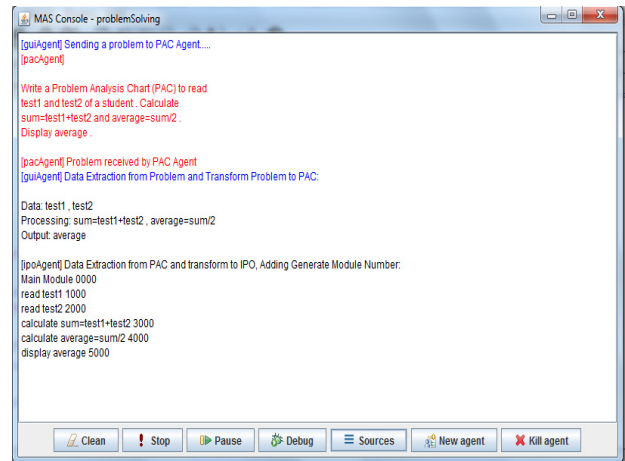 MAS Console - problemSolving
[guiAgent] Sending a problem to PAC Agent.....
[pacAgent]
Write a Problem Analysis Chart (PAC) to read
test1 and test2 of a student . Calculate
sum=test1+test2 and average=sum/2 .
Display average .
[pacAgent] Problem received by PAC Agent
[guiAgent] Data Extraction from Problem and Transform Problem to PAC:
Data: test1 , test2
Processing: sum=test1+test2 , average=sum/2
Output: average
[ipoAgent] Data Extraction from PAC and transform to IPO, Adding Generate Module Number:
Main Module 0000
read test1 1000
read test2 2000
calculate sum=test1+test2 3000
calculate average=sum/2 4000
display average 5000
Clean Stop Pause Debug Sources New agent Kill agent